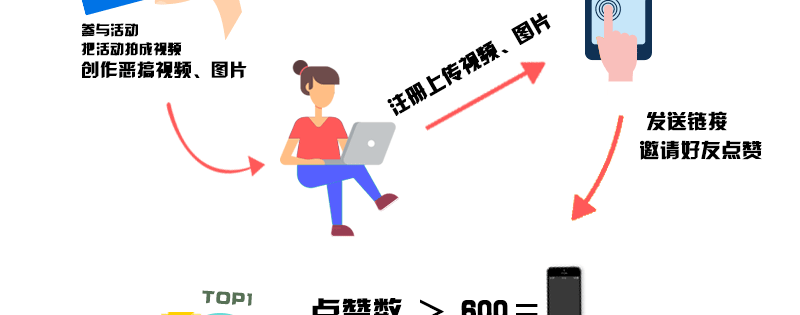 参与活动
把活动拍成视频
创作恶搞视频、图片
注册上传视频、图片
发送链接
邀请好友点赞
TOP1
点赞数 > 600 =